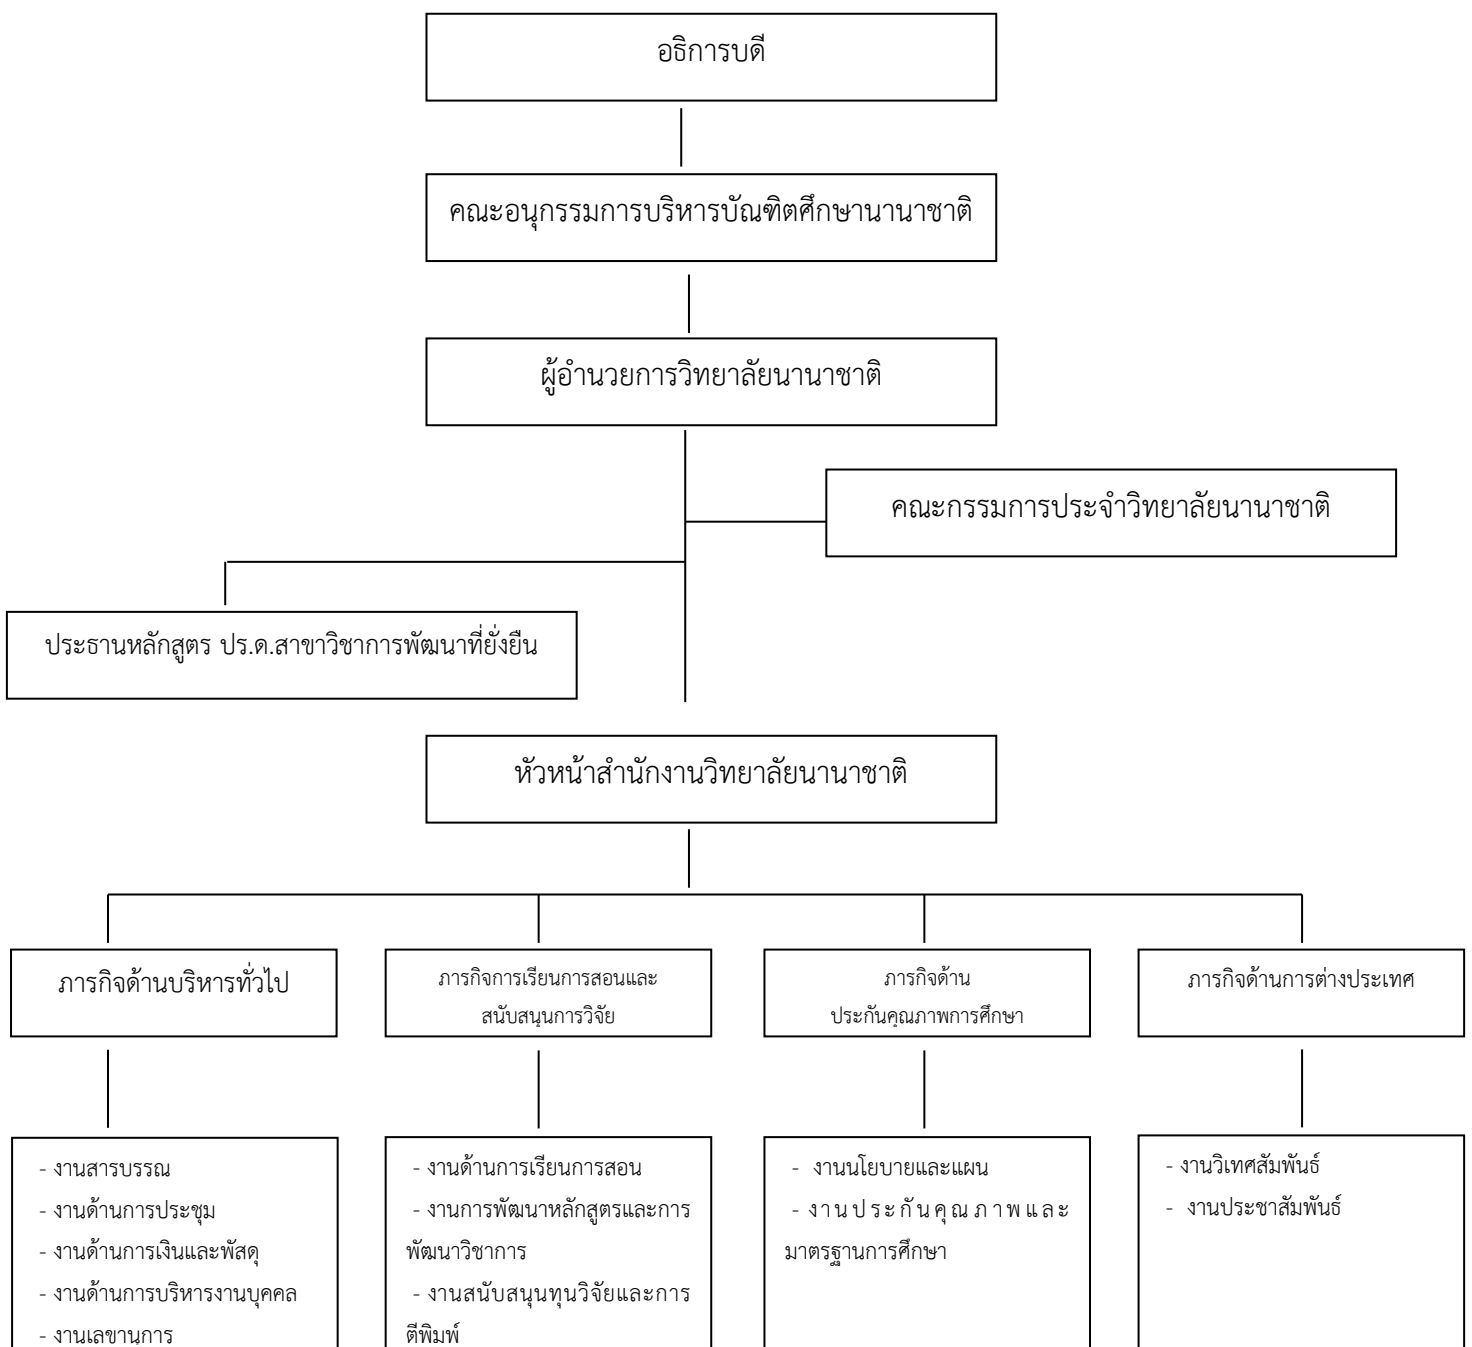 อธิการบดี
คณะอนุกรรมการบริหารบัณฑิตศึกษานานาชาติ
ผู้อำนวยการวิทยาลัยนานาชาติ
คณะกรรมการประจำวิทยาลัยนานาชาติ
ประธานหลักสูตร ปร.ด.สาขาวิชาการพัฒนาที่ยั่งยืน
หัวหน้าสำนักงานวิทยาลัยนานาชาติ
ภารกิจด้านบริหารทั่วไป
ภารกิจการเรียนการสอนและ
สนับสนุนการวิจัย
ภารกิจด้าน
ประกันคุณภาพการศึกษา
ภารกิจด้านการต่างประเทศ
- งานสารบรรณ
- งานด้านการประชุม
- งานด้านการเงินและพัสดุ
- งานด้านการบริหารงานบุคคล
- งานเลขานุการ
- งานด้านการเรียนการสอน
- งานการพัฒนาหลักสูตรและการ
พัฒนาวิชาการ
- งานสนับสนุนทุนวิจัยและการ
ตีพิมพ์
- งานนโยบายและแผน
- งานประกันคุณภาพและ
มาตรฐานการศึกษา
- งานวิเทศสัมพันธ์
- งานประชาสัมพันธ์